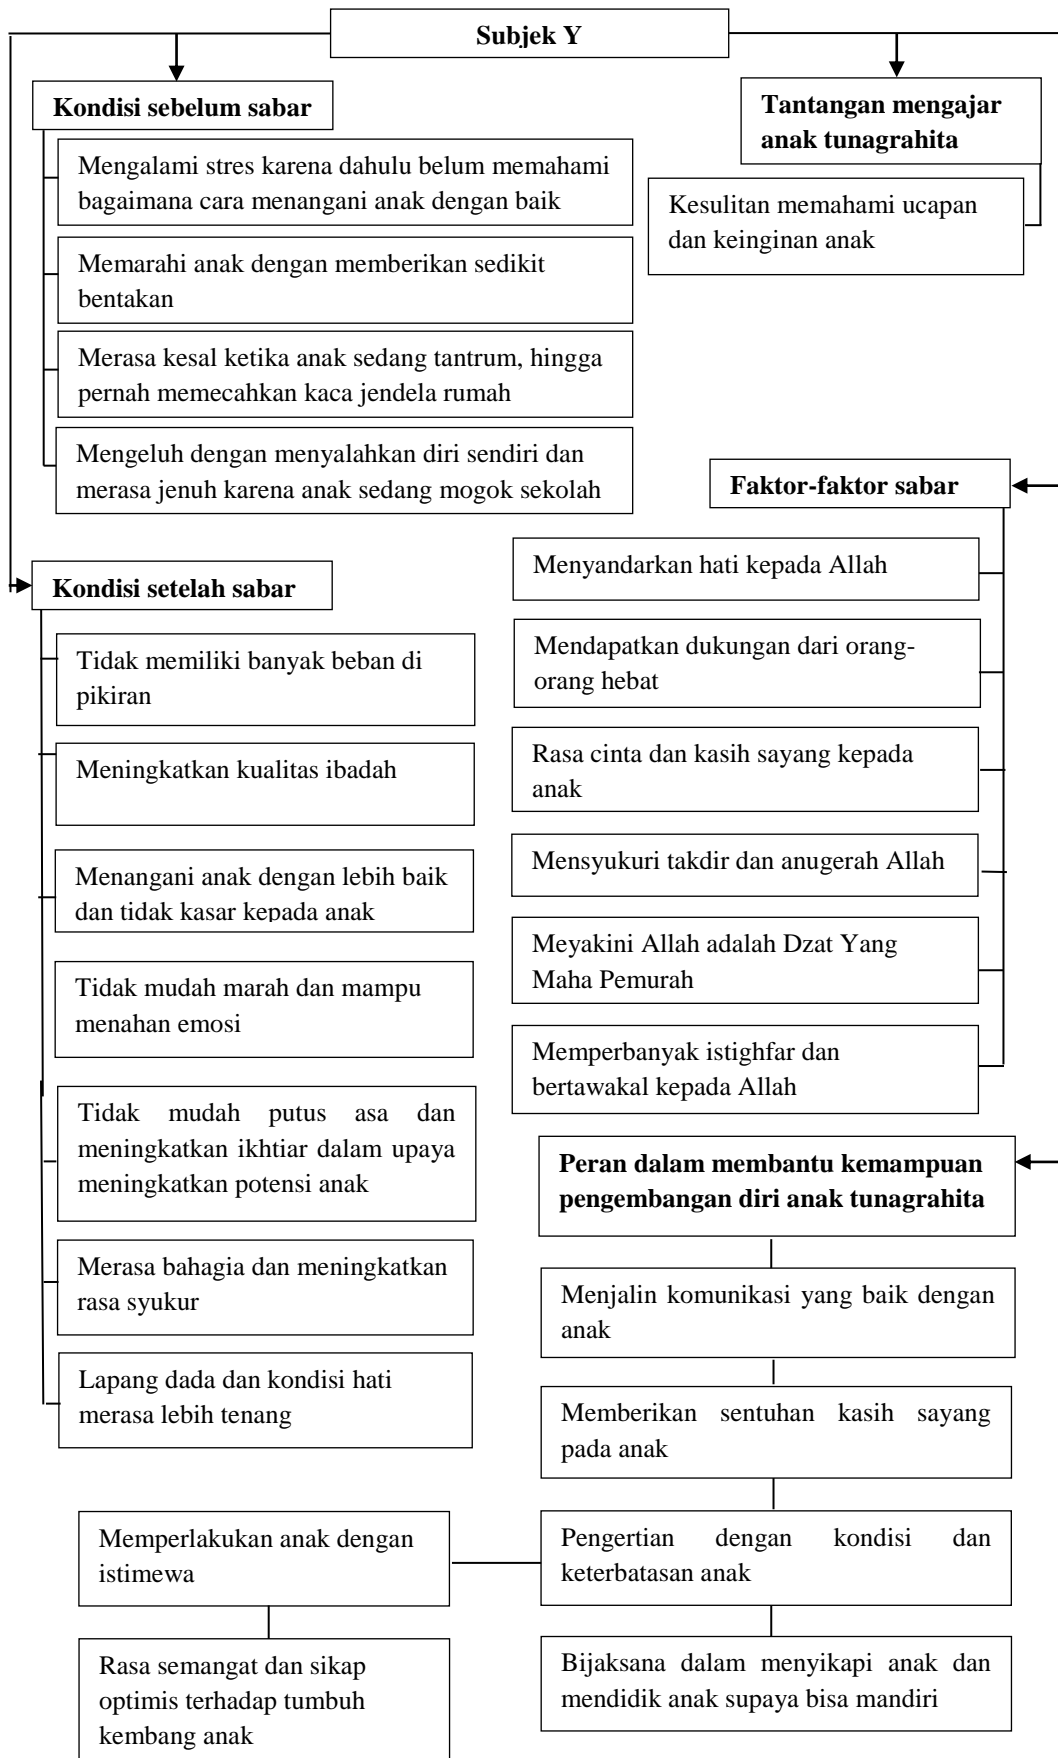 Subjek Y
Kondisi sebelum sabar
Mengalami stres karena dahulu belum memahami
bagaimana cara menangani anak dengan baik
Memarahi anak dengan memberikan sedikit
bentakan
Merasa kesal ketika anak sedang tantrum, hingga
pernah memecahkan kaca jendela rumah
Mengeluh dengan menyalahkan diri sendiri dan
merasa jenuh karena anak sedang mogok sekolah
Tantangan mengajar
anak tunagrahita
Kesulitan memahami ucapan
dan keinginan anak
Kondisi setelah sabar
Tidak memiliki banyak beban di
pikiran
Meningkatkan kualitas ibadah
Menangani anak dengan lebih baik
dan tidak kasar kepada anak
Tidak mudah marah dan mampu
menahan emosi
Tidak mudah putus asa dan
meningkatkan ikhtiar dalam upaya
meningkatkan potensi anak
Merasa bahagia dan meningkatkan
rasa syukur
Lapang dada dan kondisi hati
merasa lebih tenang
Faktor-faktor sabar
Menyandarkan hati kepada Allah
Mendapatkan dukungan dari orang-
orang hebat
Rasa cinta dan kasih sayang kepada
anak
Mensyukuri takdir dan anugerah Allah
Meyakini Allah adalah Dzat Yang
Maha Pemurah
Memperbanyak istighfar dan
bertawakal kepada Allah
Peran dalam membantu kemampuan
pengembangan diri anak tunagrahita
Menjalin komunikasi yang baik dengan
anak
Memberikan sentuhan kasih sayang
pada anak
Pengertian dengan kondisi dan
keterbatasan anak
Bijaksana dalam menyikapi anak dan
mendidik anak supaya bisa mandiri
Memperlakukan anak dengan
istimewa
Rasa semangat dan sikap
optimis terhadap tumbuh
kembang anak